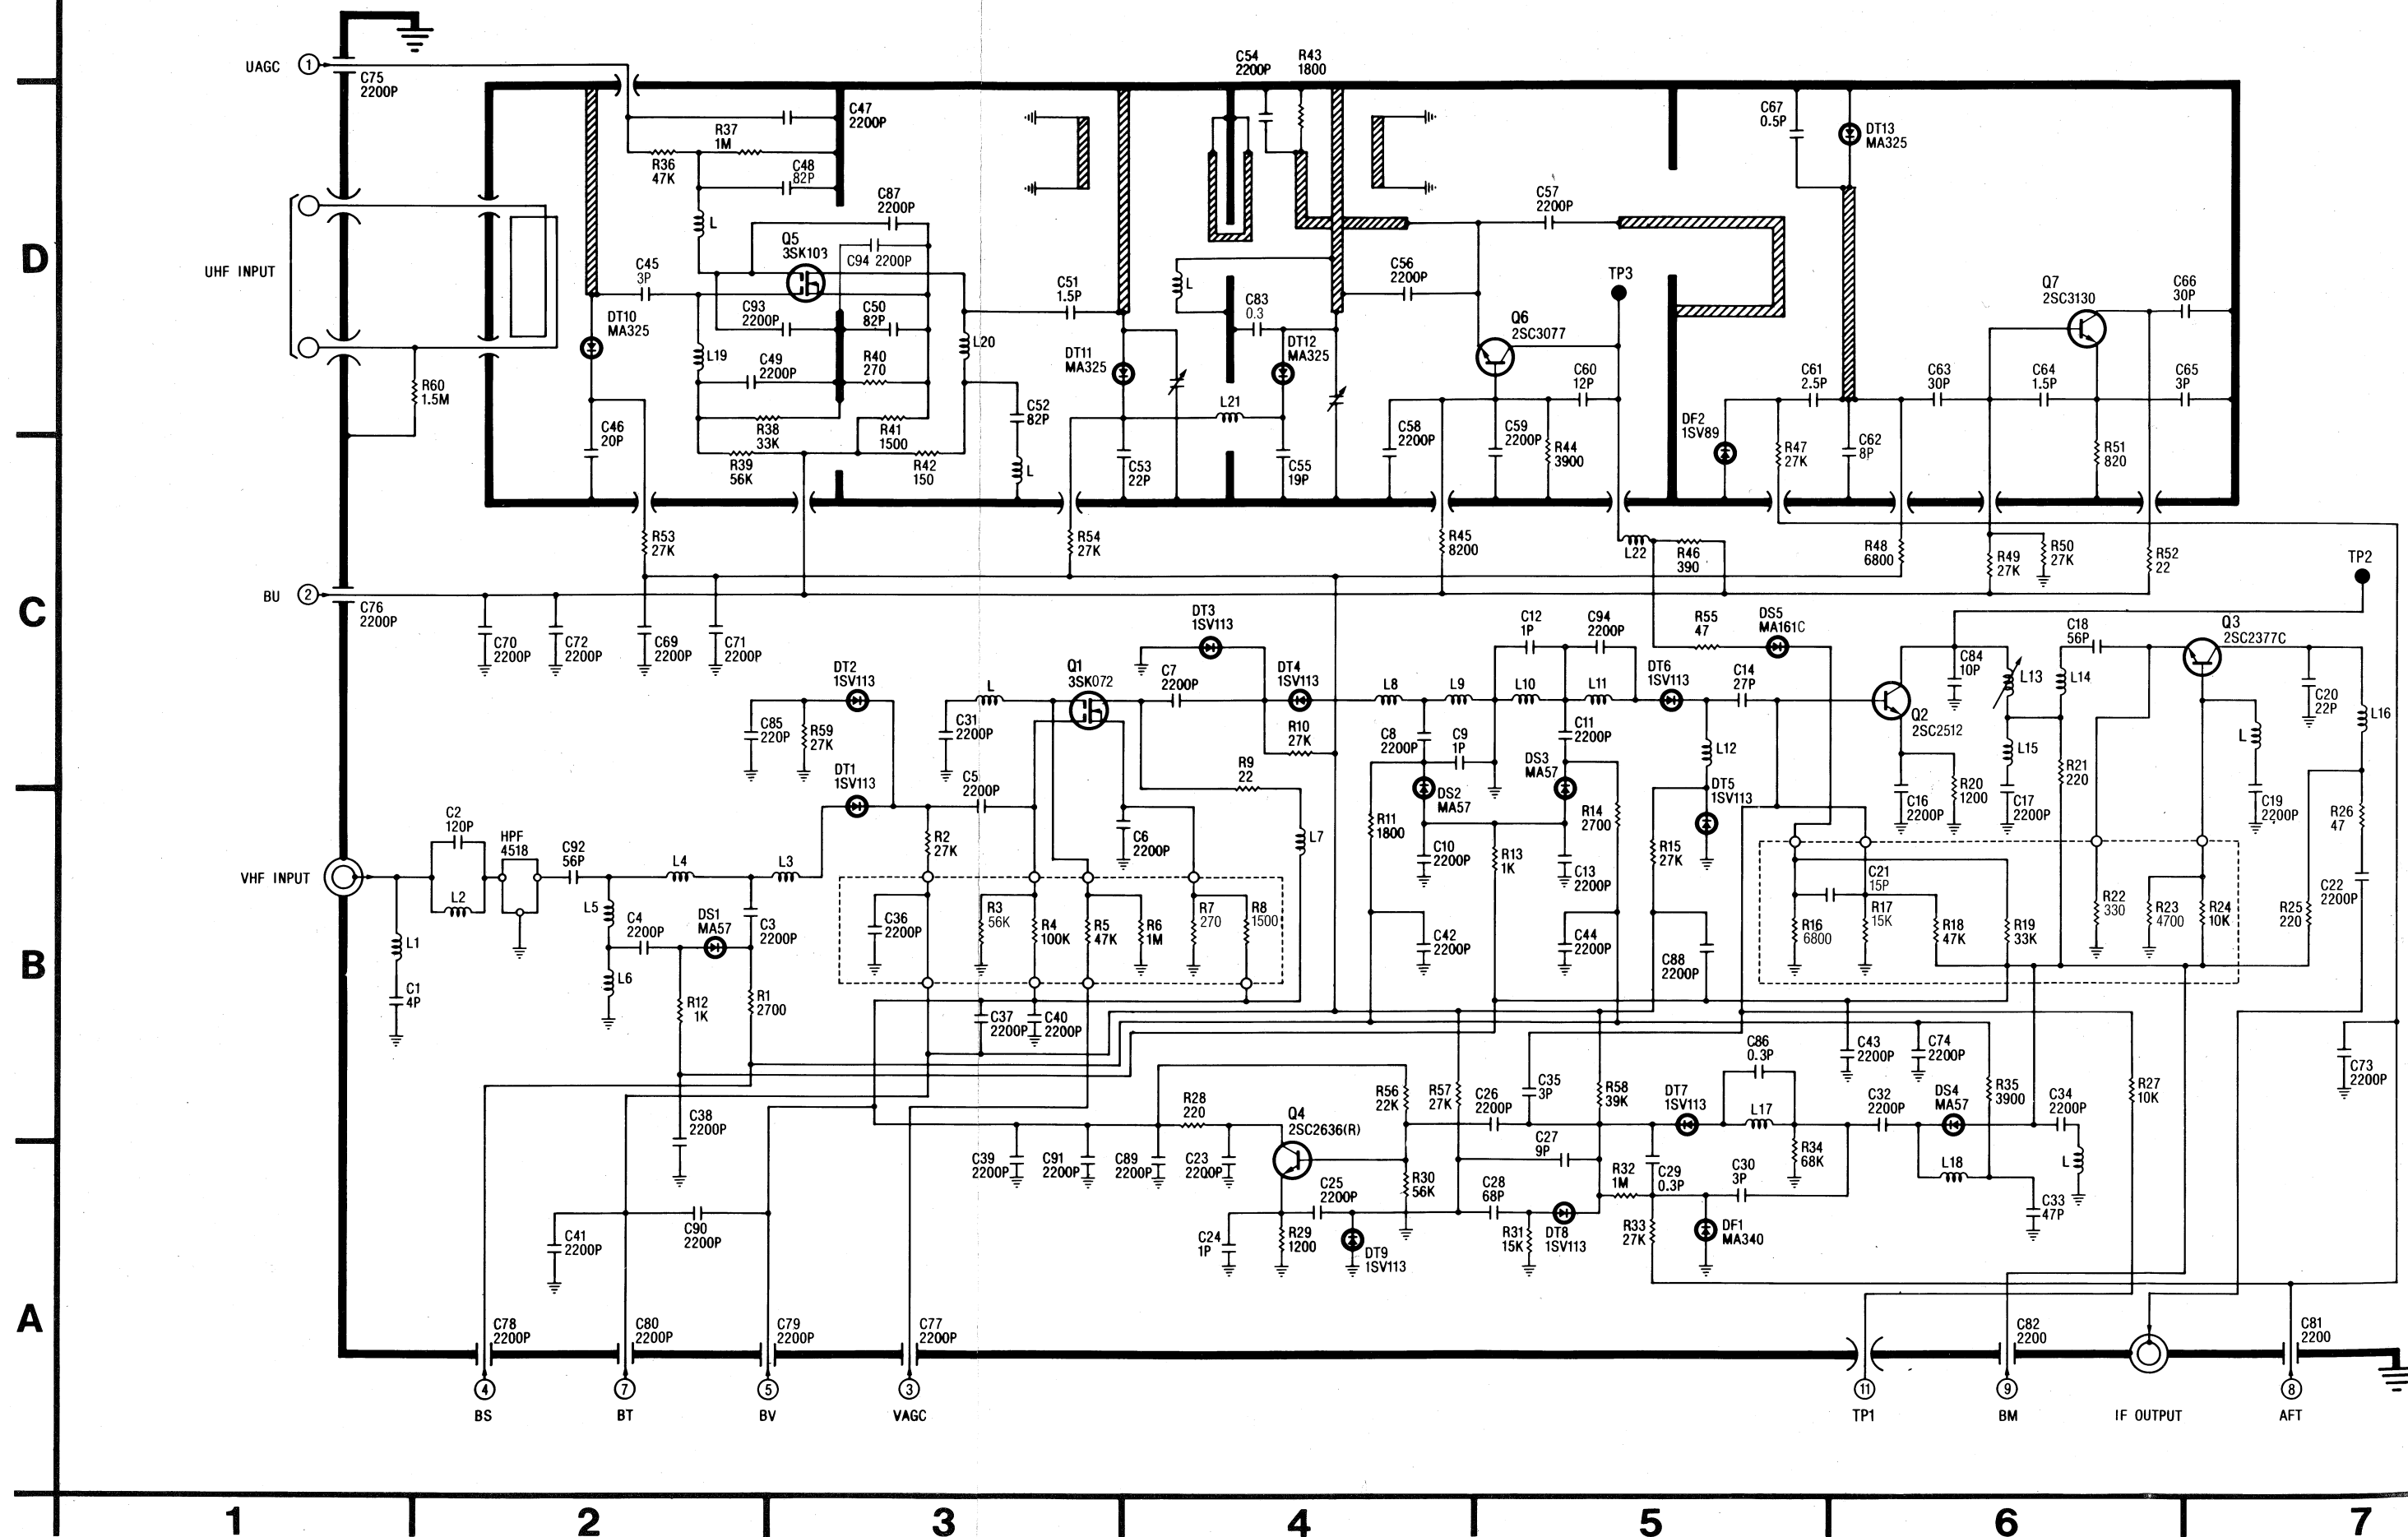 UAGC
1
C75
2200P
C54
2200P
R43
1800
C47
2200P
R37
1M
R36
47K
C48
82P
C87
2200P
L
Q5
3SK103
C94 2200P
C45
3P
C93
2200P
C50
82P
DT10
MA325
L19
C49
2200P
R40
270
L20
C51
1.5P
C46
20P
R38
33K
R41
1500
R39
56K
R42
150
C52
82P
L
UHF INPUT
R60
1.5M
D
L
C83
0.3
DT11
MA325
DT12
MA325
L21
C53
22P
C55
19P
C57
2200P
C56
2200P
TP3
Q6
2SC3077
C60
12P
C58
2200P
C59
2200P
R44
3900
C67
0.5P
DT13
MA325
Q7
2SC3130
C66
30P
C61
2.5P
C63
30P
C64
1.5P
C65
3P
DF2
1SV89
R47
27K
C62
8P
R51
820
R53
27K
R54
27K
R45
8200
L22
R46
390
R48
6800
R49
27K
R50
27K
R52
22
TP2
BU
2
C76
2200P
C
C70
2200P
C72
2200P
C69
2200P
C71
2200P
DT2
1SV113
C85
220P
R59
27K
DT1
1SV113
L
C31
2200P
Q1
3SK072
C5
2200P
DT3
1SV113
C7
2200P
DT4
1SV113
R10
27K
R9
22
C6
2200P
L7
L8
L9
L10
L11
C12
1P
C94
2200P
C8
2200P
C9
1P
C11
2200P
DS3
MA57
DS2
MA57
R11
1800
R14
2700
C10
2200P
R13
1K
C13
2200P
C42
2200P
C44
2200P
R55
47
DS5
MA161C
DT6
1SV113
C14
27P
L12
DT5
1SV113
R15
27K
C88
2200P
Q2
2SC2512
C84
10P
L13
L14
C18
56P
Q3
2SC2377C
C20
22P
L16
L15
R21
220
L
C16
2200P
R20
1200
C17
2200P
C19
2200P
R26
47
C21
15P
R16
6800
R17
15K
R18
47K
R19
33K
R22
330
R23
4700
R24
10K
R25
220
C22
2200P
VHF INPUT
C2
120P
L2
HPF
4518
C92
56P
L4
L3
L5
C4
2200P
DS1
MA57
C3
2200P
L6
L1
C1
4P
R12
1K
R1
2700
B
R2
27K
C36
2200P
R3
56K
R4
100K
R5
47K
R6
1M
R7
270
R8
1500
C37
2200P
C40
2200P
C86
0.3P
C43
2200P
C74
2200P
C73
2200P
C38
2200P
R28
220
Q4
2SC2636(R)
R56
22K
R57
27K
C26
2200P
C35
3P
R58
39K
DT7
1SV113
L17
C32
2200P
DS4
MA57
R35
3900
C34
2200P
R27
10K
C39
2200P
C91
2200P
C89
2200P
C23
2200P
C27
9P
R30
56K
C25
2200P
C28
68P
R32
1M
C29
0.3P
C30
3P
R34
68K
L18
L
C33
47P
C41
2200P
C90
2200P
C24
1P
R29
1200
DT9
1SV113
R31
15K
DT8
1SV113
R33
27K
DF1
MA340
A
C78
2200P
C80
2200P
C79
2200P
C77
2200P
C82
2200
C81
2200
4
7
5
3
11
9
8
BS
BT
BV
VAGC
TP1
BM
IF OUTPUT
AFT
1
2
3
4
5
6
7